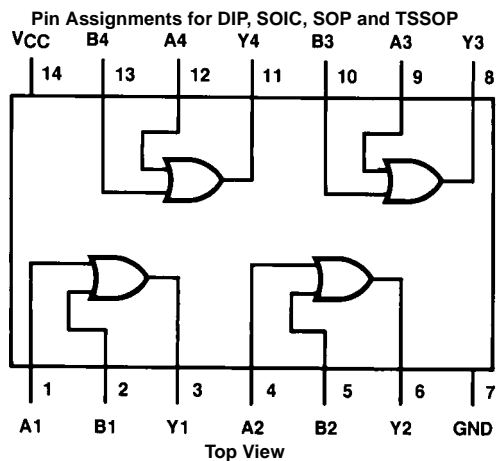 Pin Assignments for DIP, SOIC, SOP and TSSOP
VCC B4 A4 Y4 B3 A3 Y3
14 13 12 11 10 9 8
1 2 3 4 5 6 7
A1 B1 Y1 A2 B2 Y2 GND
Top View